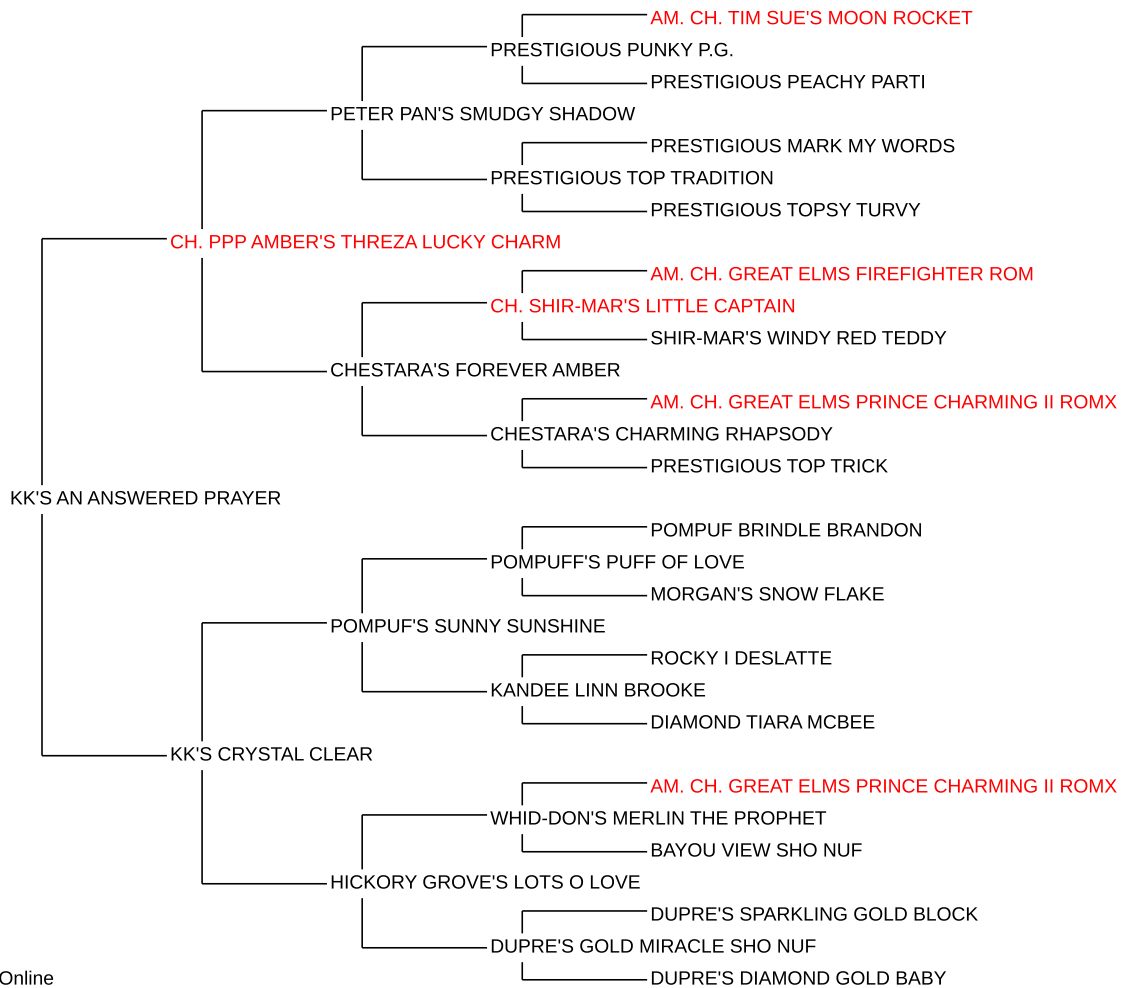 AM. CH. TIM SUE'S MOON ROCKET
PRESTIGIOUS PUNKY P.G.
PRESTIGIOUS PEACHY PARTI
PETER PAN'S SMUDGY SHADOW
PRESTIGIOUS MARK MY WORDS
PRESTIGIOUS TOP TRADITION
PRESTIGIOUS TOPSY TURVY
CH. PPP AMBER'S THREZA LUCKY CHARM
AM. CH. GREAT ELMS FIREFIGHTER ROM
CH. SHIR-MAR'S LITTLE CAPTAIN
SHIR-MAR'S WINDY RED TEDDY
CHESTARA'S FOREVER AMBER
AM. CH. GREAT ELMS PRINCE CHARMING II ROMX
CHESTARA'S CHARMING RHAPSODY
PRESTIGIOUS TOP TRICK
KK'S AN ANSWERED PRAYER
POMPUF BRINDLE BRANDON
POMPUFF'S PUFF OF LOVE
MORGAN'S SNOW FLAKE
POMPUF'S SUNNY SUNSHINE
ROCKY I DESLATTE
KANDEE LINN BROOKE
DIAMOND TIARA MCBEE
KK'S CRYSTAL CLEAR
AM. CH. GREAT ELMS PRINCE CHARMING II ROMX
WHID-DON'S MERLIN THE PROPHET
BAYOU VIEW SHO NUF
HICKORY GROVE'S LOTS O LOVE
DUPRE'S SPARKLING GOLD BLOCK
DUPRE'S GOLD MIRACLE SHO NUF
DUPRE'S DIAMOND GOLD BABY
Online